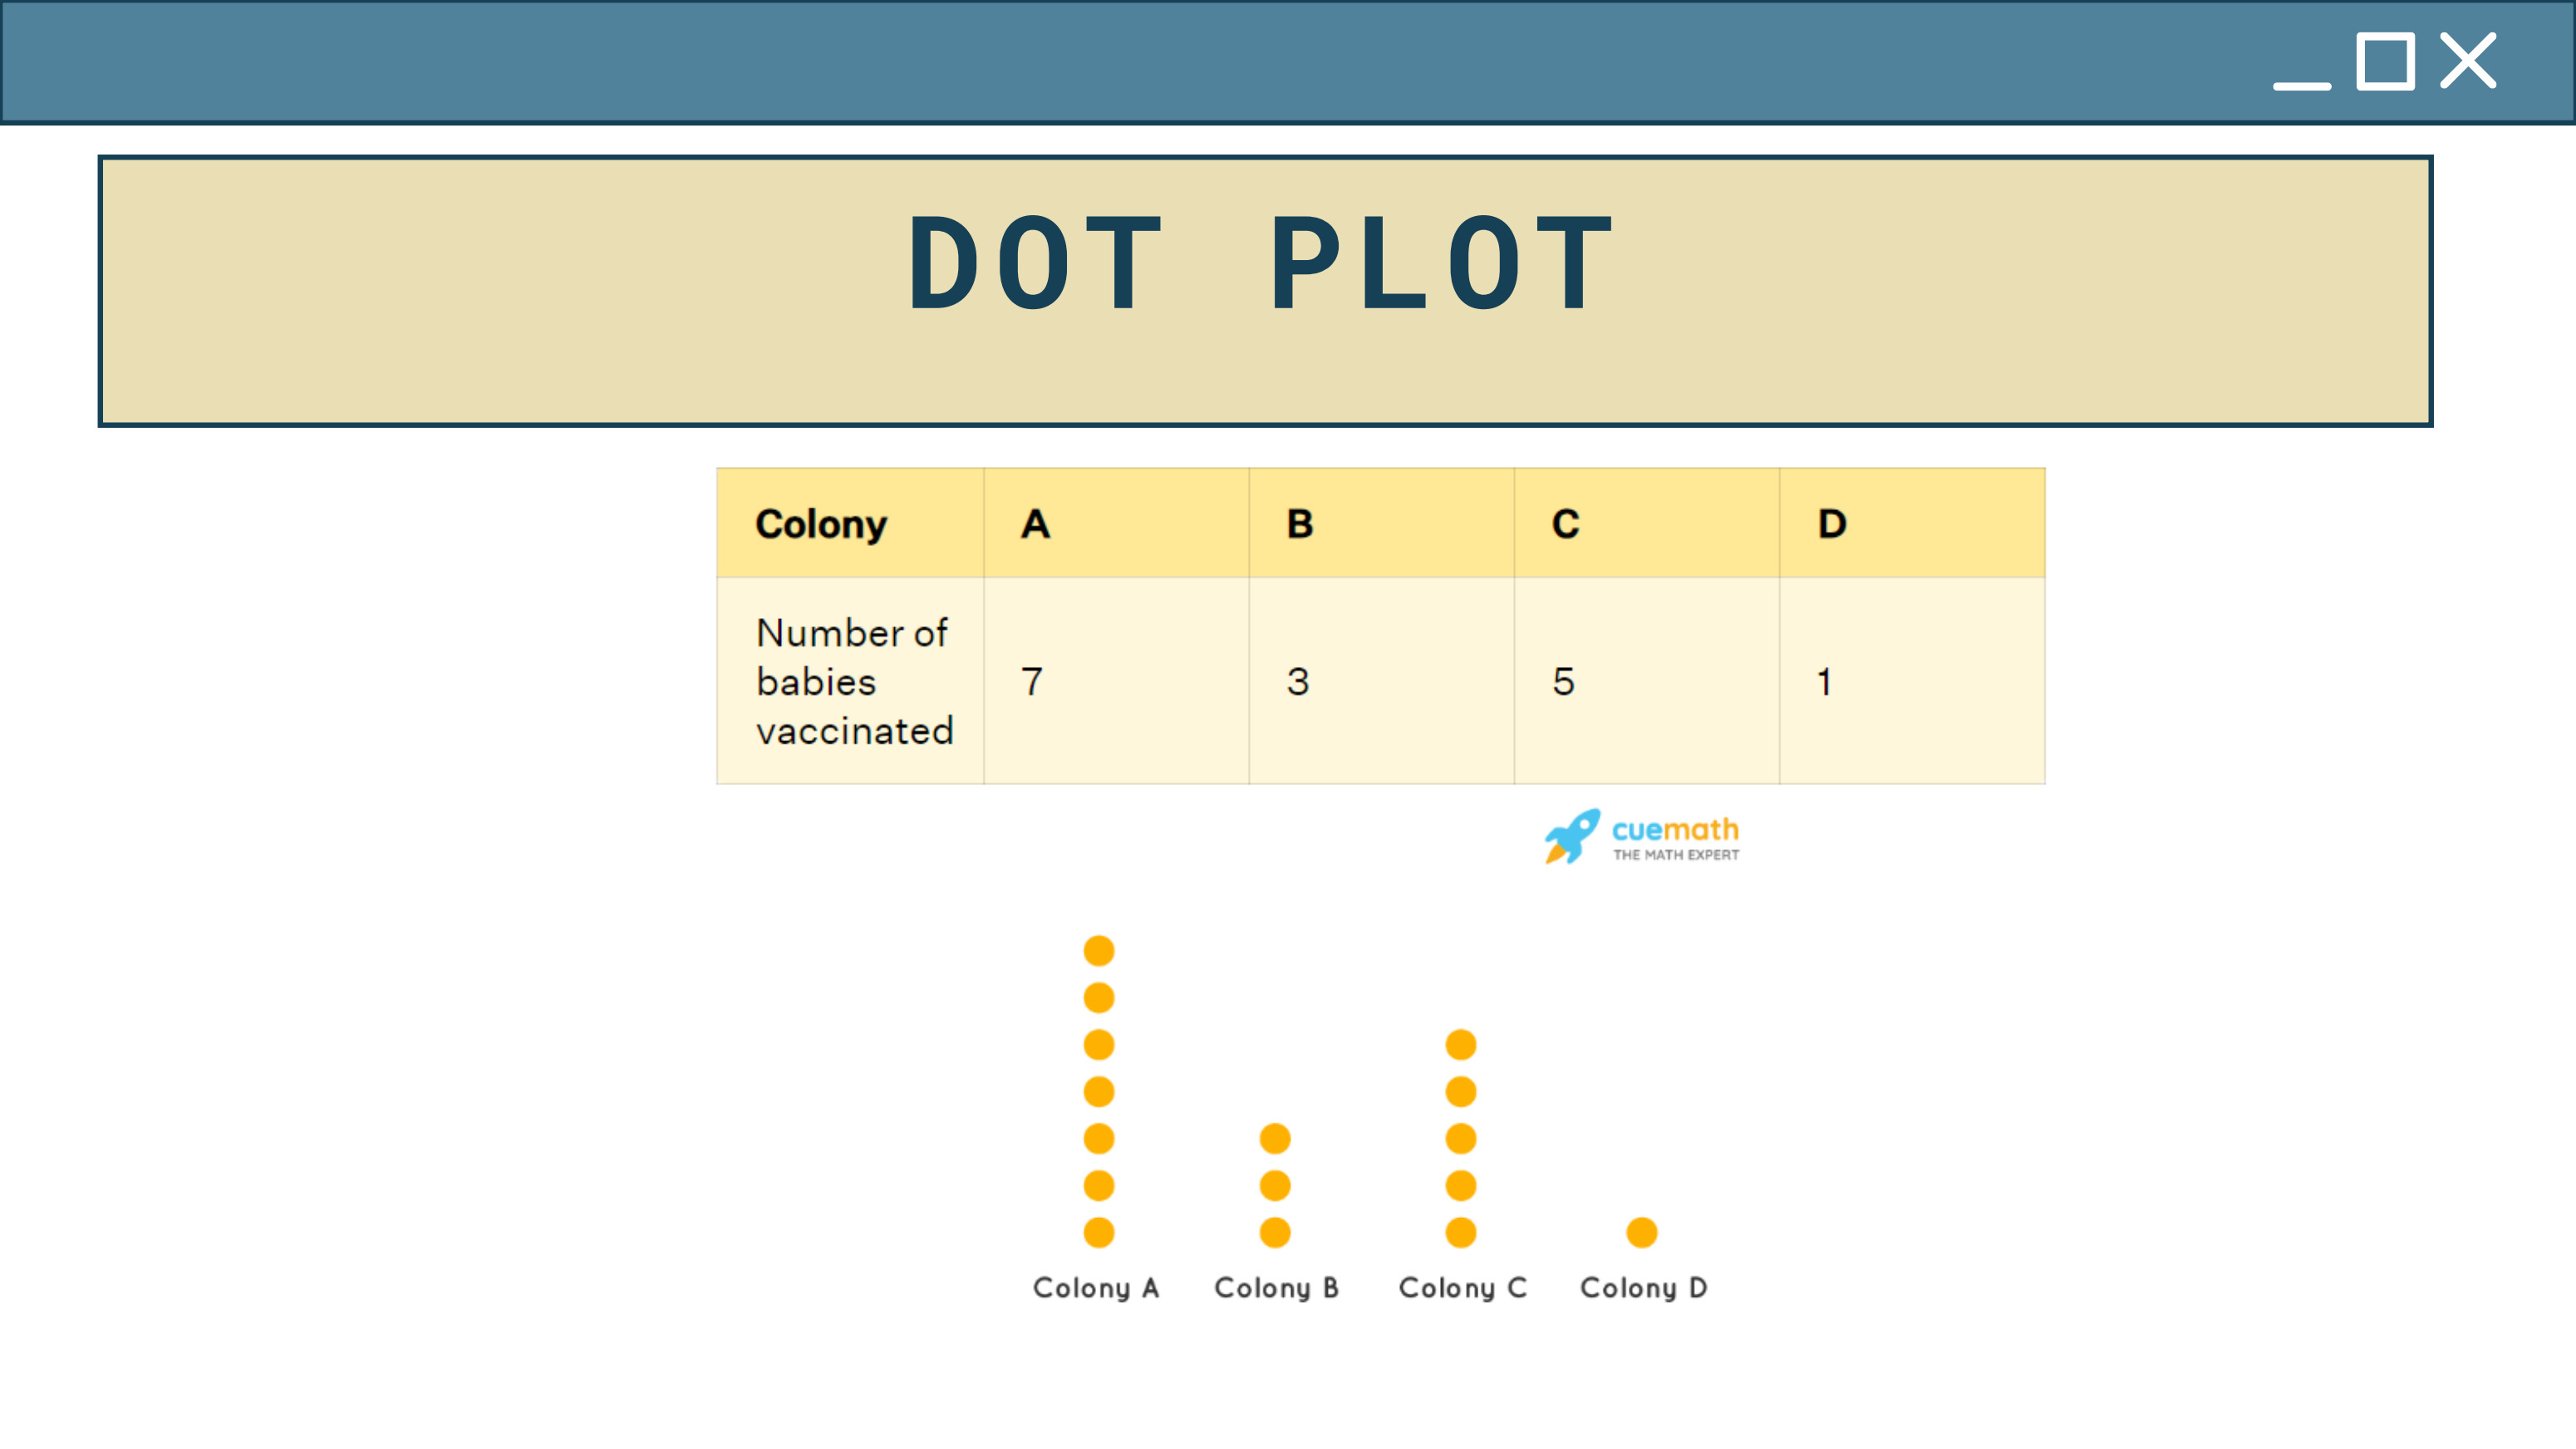 DOT PLOT
Colony A B C D
Number of
babies
vaccinated
7 3 5 1
cuemath
THE MATH EXPERT
Colony A Colony B Colony C Colony D